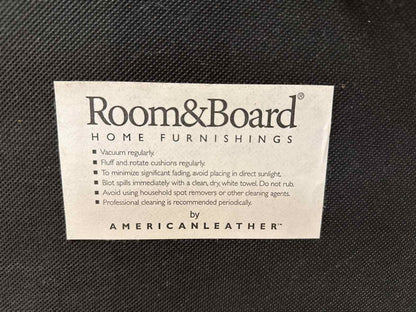 Room&Board®
HOME FURNISHINGS
▪ Vacuum regularly.
▪ Fluff and rotate cushions regularly.
▪ To minimize significant fading, avoid placing in direct sunlight.
▪ Blot spills immediately with a clean, dry, white towel. Do not rub.
▪ Avoid using household spot removers or other cleaning agents.
▪ Professional cleaning is recommended periodically.
by
AMERICANLEATHER™